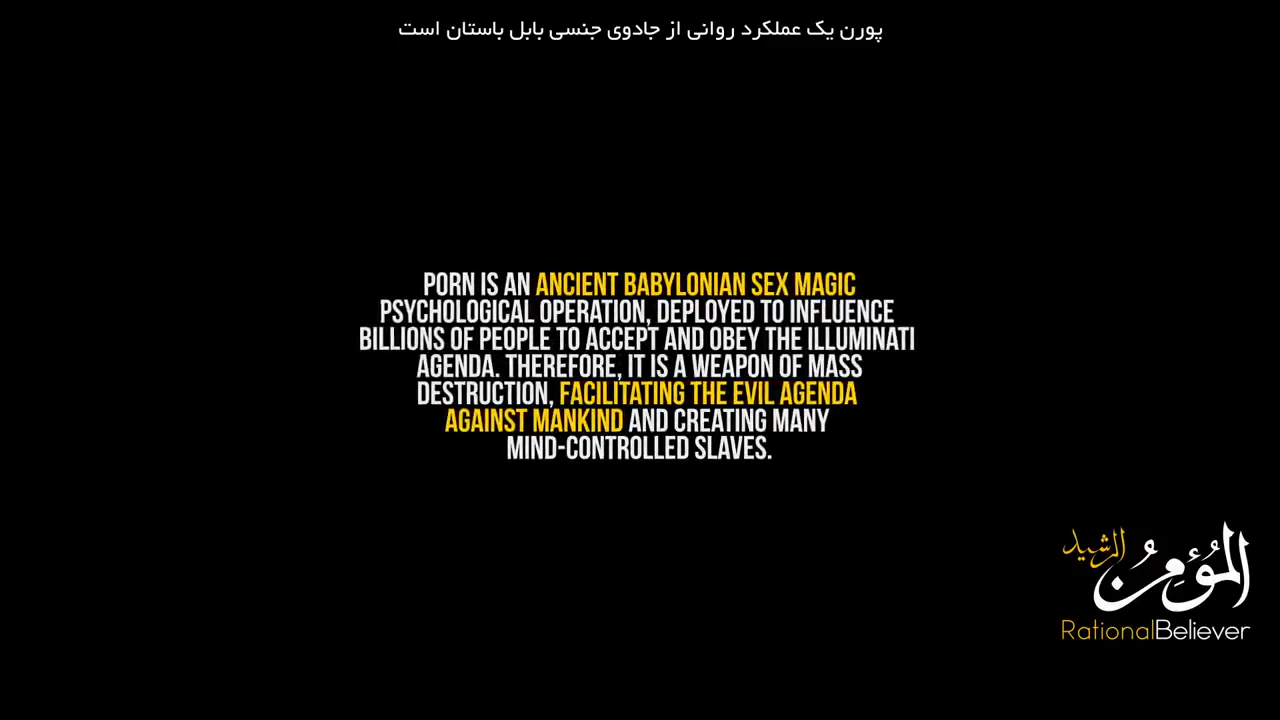 پورن یک عملکرد روانی از جادوی جنسی بابل باستان است
PORN IS AN ANCIENT BABYLONIAN SEX MAGIC
PSYCHOLOGICAL OPERATION, DEPLOYED TO INFLUENCE
BILLIONS OF PEOPLE TO ACCEPT AND OBEY THE ILLUMINATI
AGENDA. THEREFORE, IT IS A WEAPON OF MASS
DESTRUCTION, FACILITATING THE EVIL AGENDA
AGAINST MANKIND AND CREATING MANY
MIND-CONTROLLED SLAVES.
المُؤمِنُ الرشيد
RationalBeliever